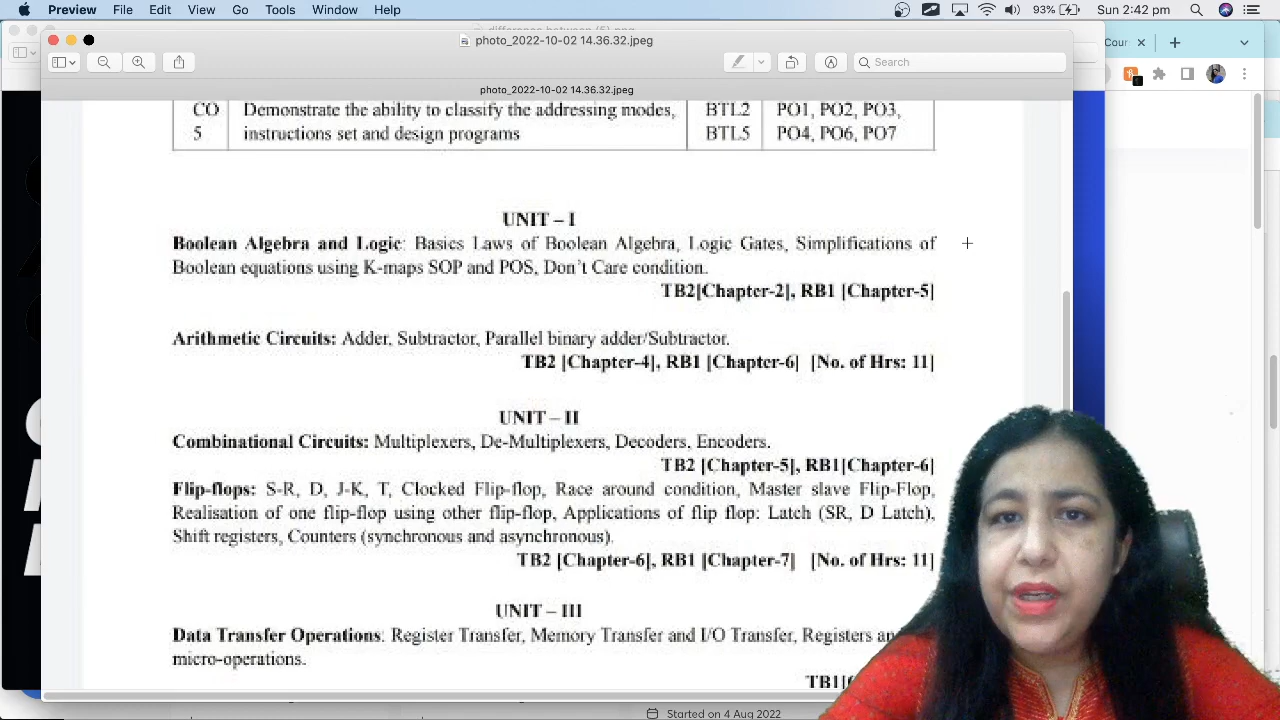 Preview File Edit View Go Tools Window Help 93% Sun 2:42 pm
photo_2022-10-02 14.36.32.jpeg
Cour
Search
photo_2022-10-02 14.36.32.jpeg
CO Demonstrate the ability to classify the addressing modes, BTL2 PO1, PO2, PO3,
5 instructions set and design programs BTL5 PO4, PO6, PO7
UNIT – I
Boolean Algebra and Logic: Basics Laws of Boolean Algebra, Logic Gates, Simplifications of
Boolean equations using K-maps SOP and POS, Don't Care condition.
TB2[Chapter-2], RB1 [Chapter-5]
Arithmetic Circuits: Adder, Subtractor, Parallel binary adder/Subtractor.
TB2 [Chapter-4], RB1 [Chapter-6] [No. of Hrs: 11]
UNIT – II
Combinational Circuits: Multiplexers, De-Multiplexers, Decoders, Encoders.
TB2 [Chapter-5], RB1[Chapter-6]
Flip-flops: S-R, D, J-K, T, Clocked Flip-flop, Race around condition, Master slave Flip-Flop,
Realisation of one flip-flop using other flip-flop, Applications of flip flop: Latch (SR, D Latch),
Shift registers, Counters (synchronous and asynchronous).
TB2 [Chapter-6], RB1 [Chapter-7] [No. of Hrs: 11]
UNIT – III
Data Transfer Operations: Register Transfer, Memory Transfer and I/O Transfer, Registers
micro-operations.
TB1
Started on 4 Aug 2022